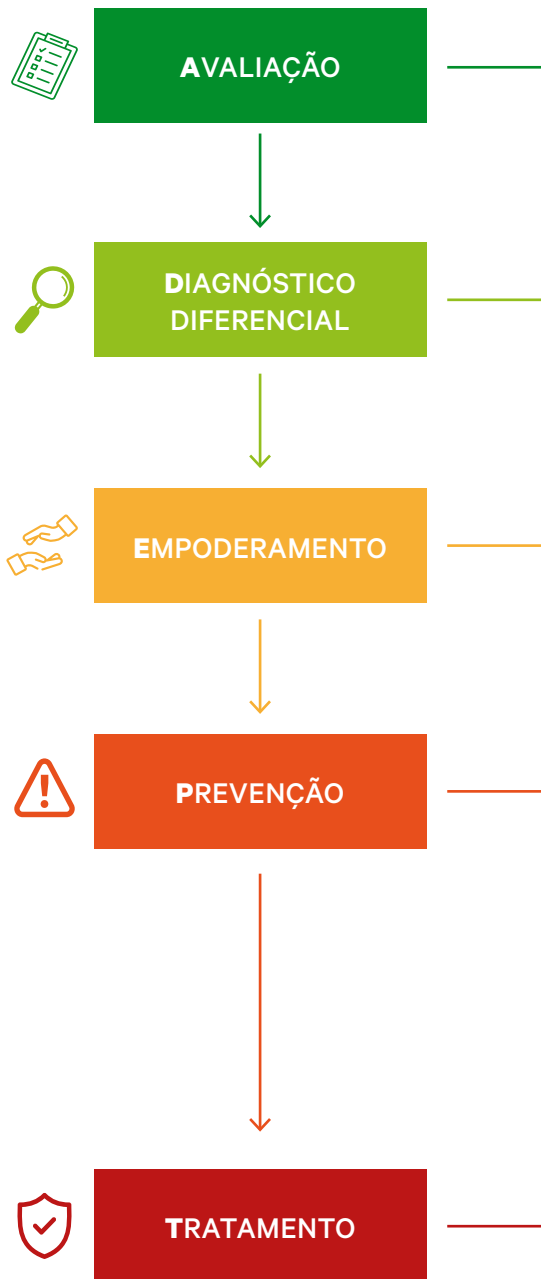 AVALIAÇÃO
DIAGNÓSTICO
DIFERENCIAL
EMPODERAMENTO
PREVENÇÃO
TRATAMENTO